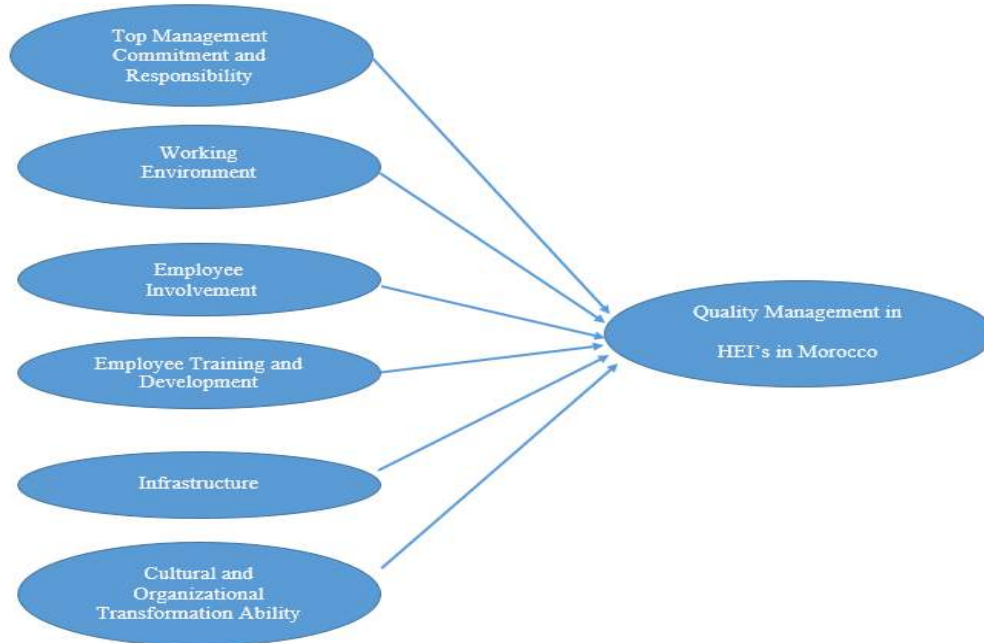 Top Management
Commitment and
Responsibility
Working
Environment
Employee
Involvement
Employee Training and
Development
Infrastructure
Cultural and
Organizational
Transformation Ability
Quality Management in
HEI's in Morocco